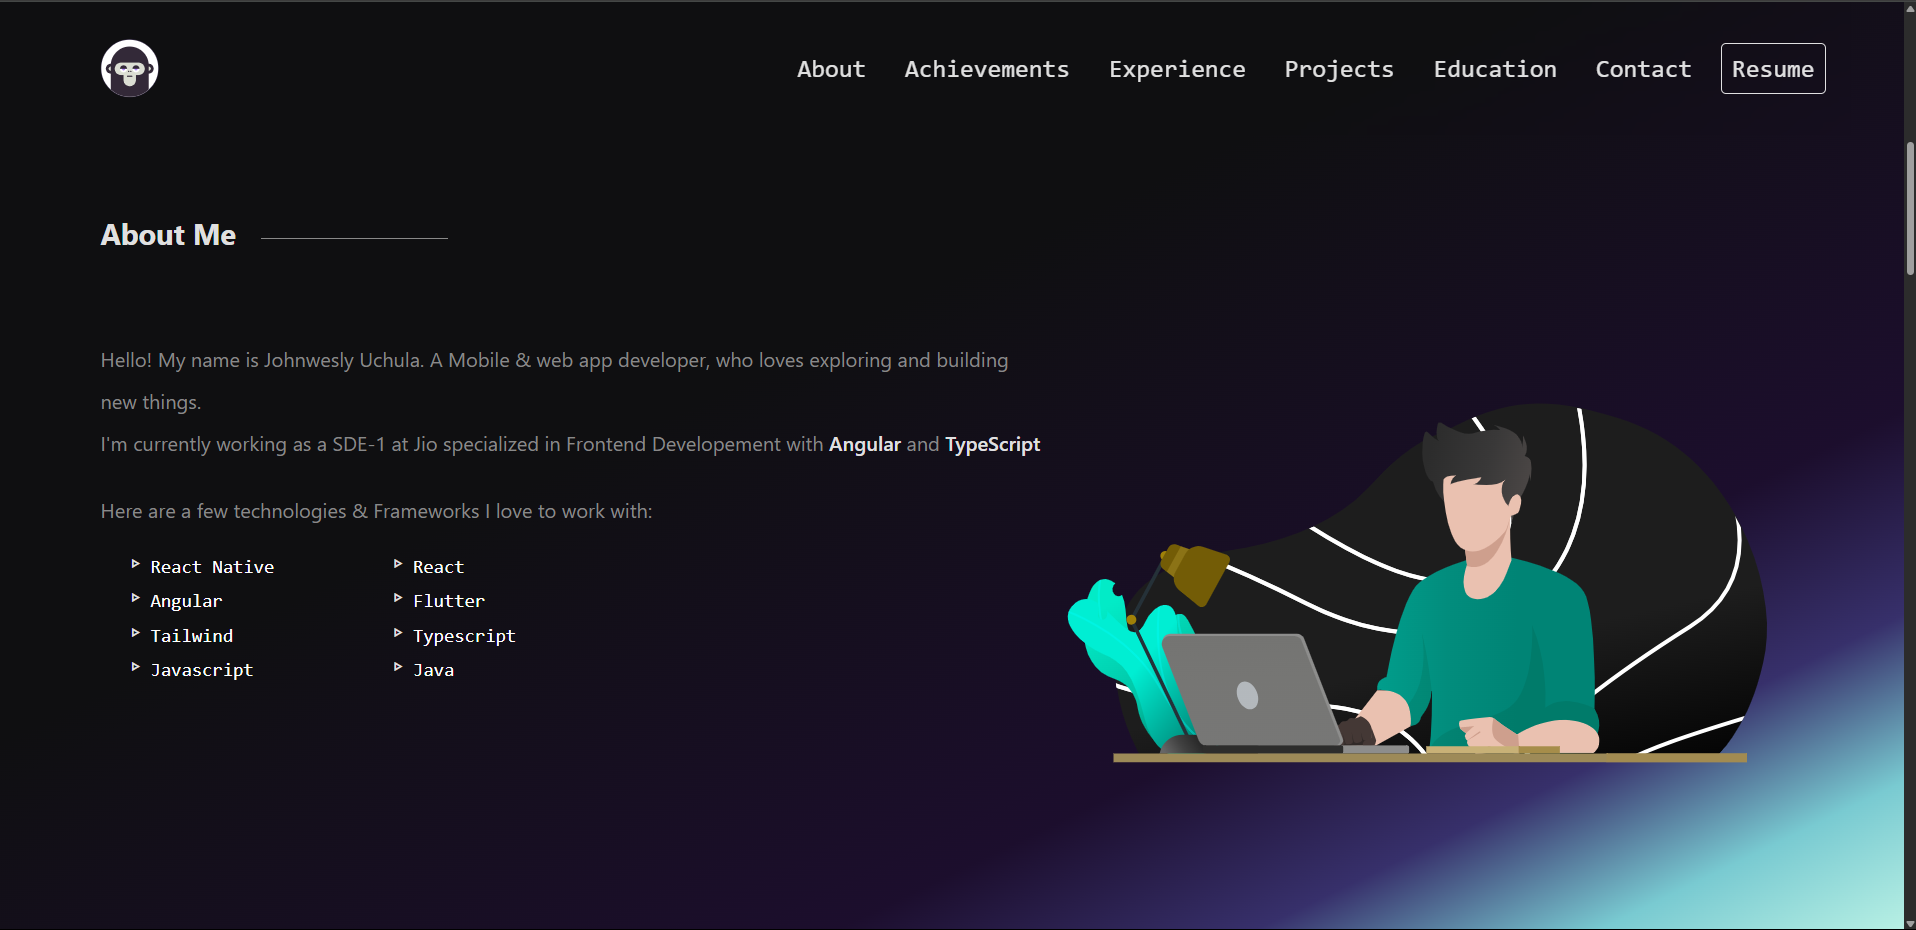 About Achievements Experience Projects Education Contact Resume
About Me
Hello! My name is Johnwesly Uchula. A Mobile & web app developer, who loves exploring and building
new things.
I'm currently working as a SDE-1 at Jio specialized in Frontend Developement with Angular and TypeScript
Here are a few technologies & Frameworks I love to work with:
React Native React
Angular Flutter
Tailwind Typescript
Javascript Java